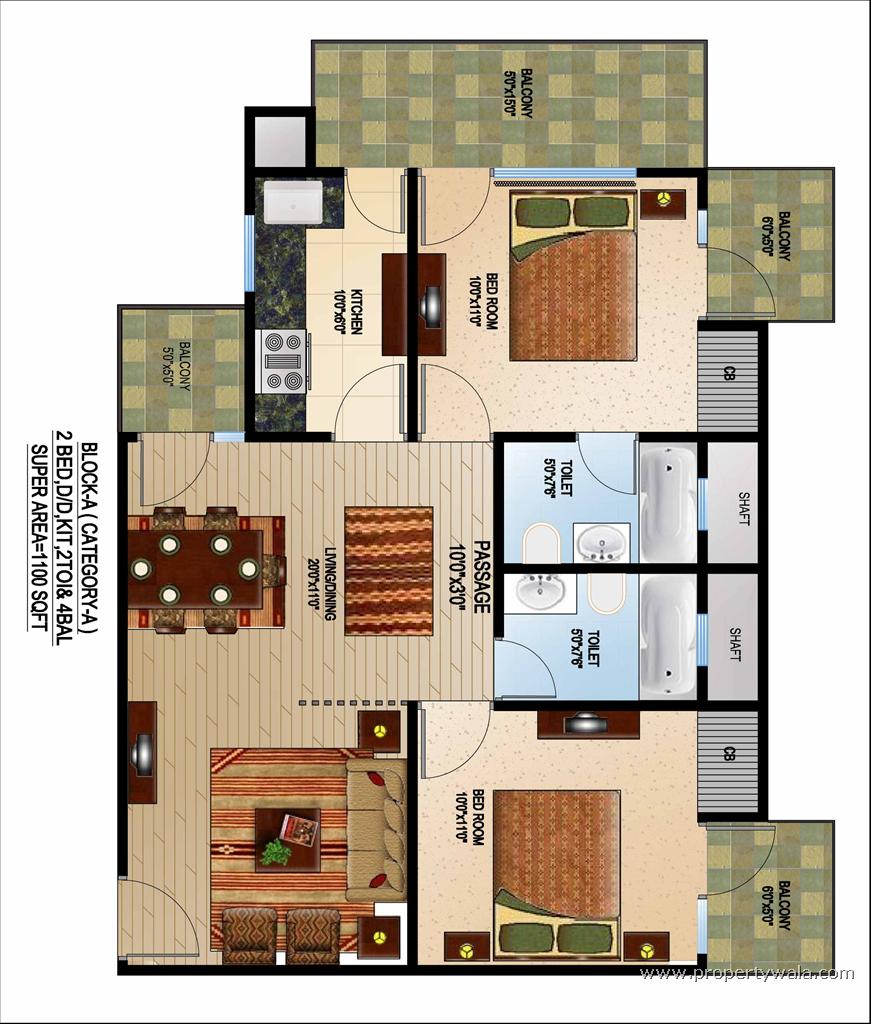 BALCONY
5'0"x15'0"
BALCONY
6'0"x5'0"
KITCHEN
10'0"x6'0"
BED ROOM
10'0"x11'0"
BALCONY
5'0"x5'0"
CB
TOILET
5'0"x7'6"
SHAFT
PASSAGE
10'0"x3'0"
LIVING/DINING
20'0"x11'0"
TOILET
5'0"x7'6"
SHAFT
CB
BED ROOM
10'0"x11'0"
BALCONY
6'0"x5'0"
BLOCK-A ( CATEGORY-A )
2 BED,D/D,KIT,2TOI& 4BAL
SUPER AREA=1100 SQFT
www.propertywala.com